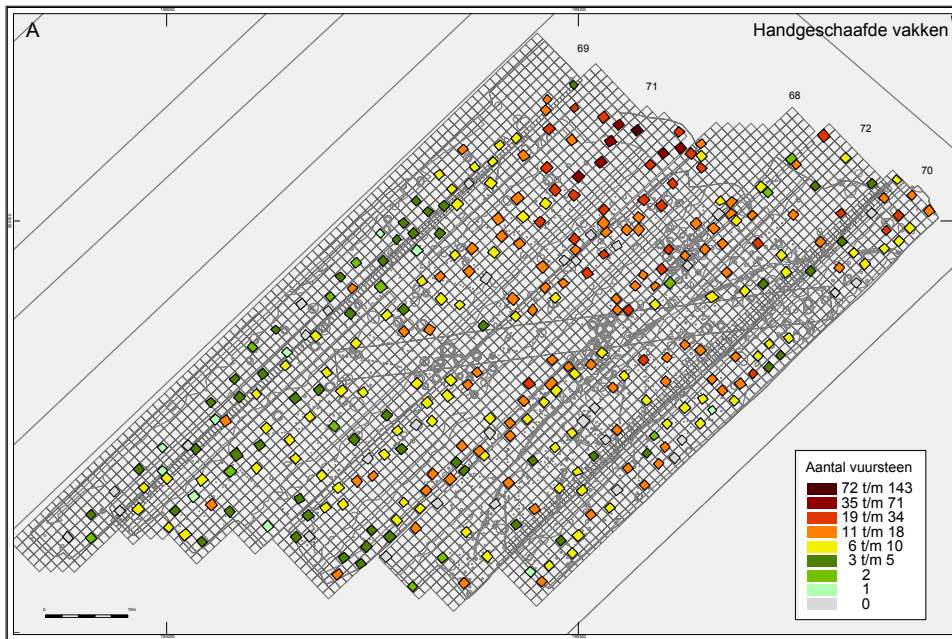 A
Handgeschaafde vakken
69
71
68
72
70
Aantal vuursteen
72 t/m 143
35 t/m 71
19 t/m 34
11 t/m 18
6 t/m 10
3 t/m 5
2
1
0